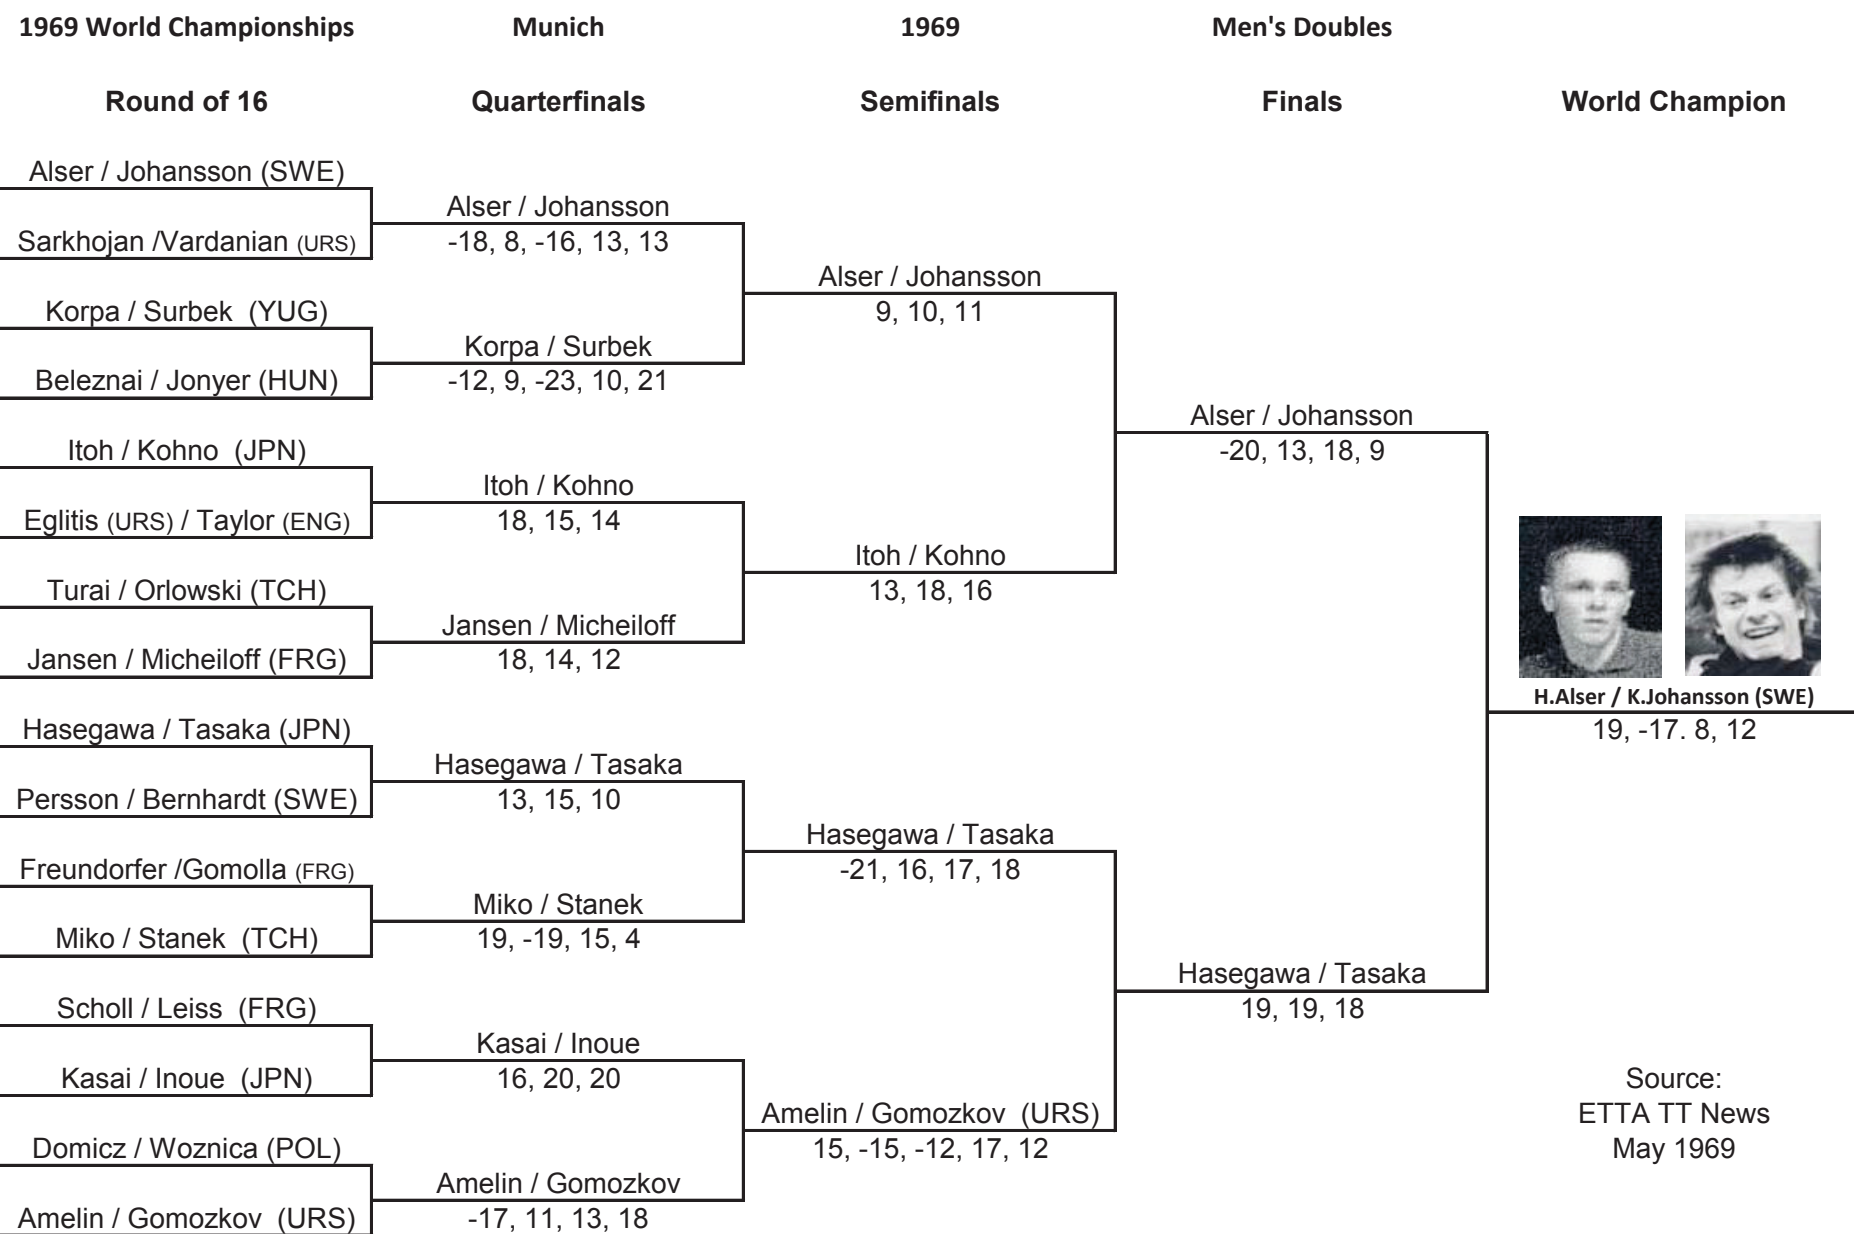 1969 World Championships Munich 1969 Men's Doubles
Round of 16 Quarterfinals Semifinals Finals World Champion
Alser / Johansson (SWE)
Alser / Johansson
Sarkhojan /Vardanian (URS)
-18, 8, -16, 13, 13
Alser / Johansson
Korpa / Surbek (YUG)
9, 10, 11
Korpa / Surbek
Beleznai / Jonyer (HUN)
-12, 9, -23, 10, 21
Alser / Johansson
Itoh / Kohno (JPN)
-20, 13, 18, 9
Itoh / Kohno
Eglitis (URS) / Taylor (ENG)
18, 15, 14
Itoh / Kohno
Turai / Orlowski (TCH)
13, 18, 16
Jansen / Micheiloff
Jansen / Micheiloff (FRG)
18, 14, 12
H.Alser / K.Johansson (SWE)
Hasegawa / Tasaka (JPN)
19, -17. 8, 12
Hasegawa / Tasaka
Persson / Bernhardt (SWE)
13, 15, 10
Hasegawa / Tasaka
Freundorfer /Gomolla (FRG)
-21, 16, 17, 18
Miko / Stanek
Miko / Stanek (TCH)
19, -19, 15, 4
Hasegawa / Tasaka
Scholl / Leiss (FRG)
19, 19, 18
Kasai / Inoue
Kasai / Inoue (JPN)
16, 20, 20
Source:
Amelin / Gomozkov (URS)
ETTA TT News
Domicz / Woznica (POL)
15, -15, -12, 17, 12
May 1969
Amelin / Gomozkov
Amelin / Gomozkov (URS)
-17, 11, 13, 18